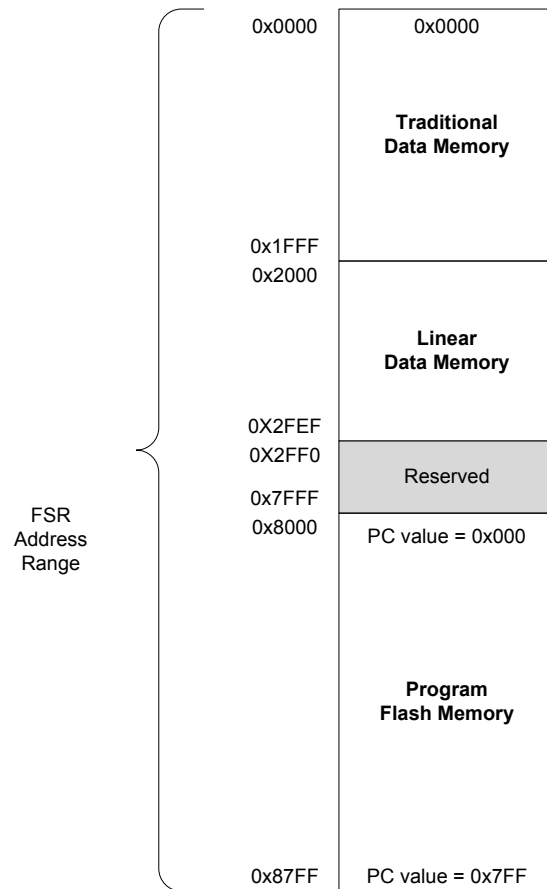 0x0000 0x0000
Traditional
Data Memory
0x1FFF
0x2000
Linear
Data Memory
0X2FEF
0X2FF0
Reserved
0x7FFF
0x8000
PC value = 0x000
FSR
Address
Range
Program
Flash Memory
0x87FF PC value = 0x7FF